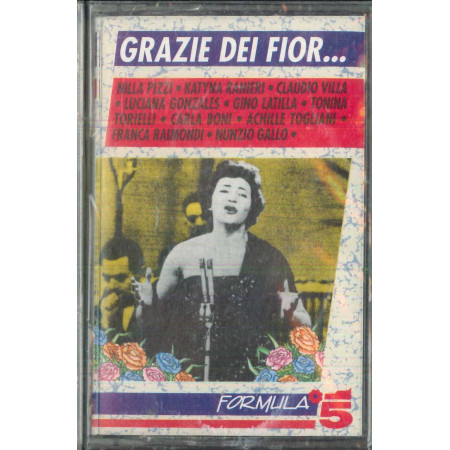 GRAZIE DEI FIOR...
NILLA PIZZI • KATYNA RANIERI • CLAUDIO VILLA
• LUCIANA GONZALES • GINO LATILLA • TONINA
TORIELLI • CARLA BONI • ACHILLE TOGLIANI •
FRANCA RAIMONDI • NUNZIO GALLO •
FORMULA 5